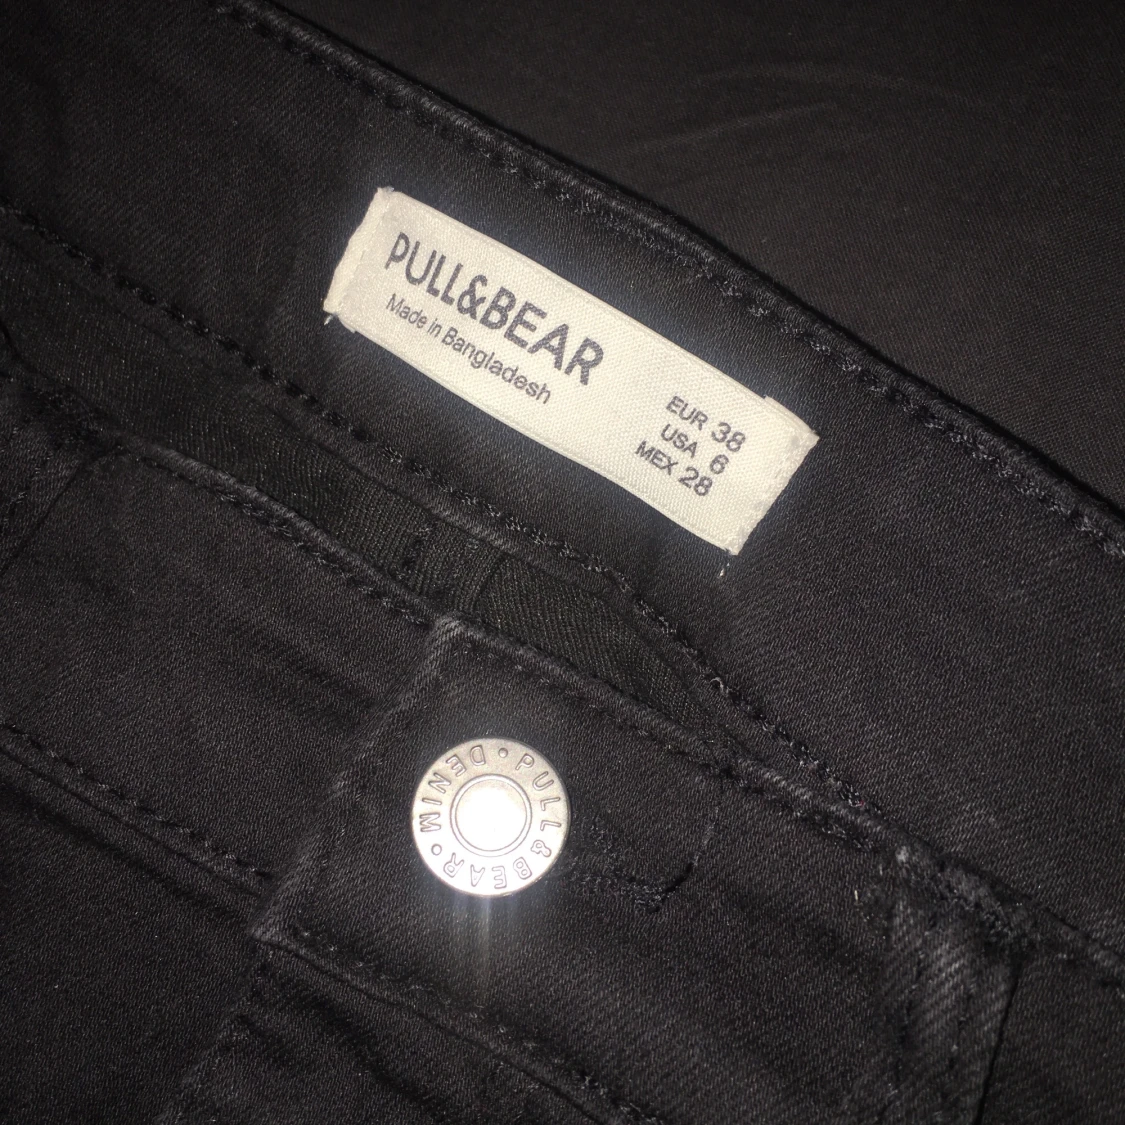 PULL&BEAR
Made in Bangladesh
EUR 38
USA 6
MEX 28
PULL&BEAR • DENIM •